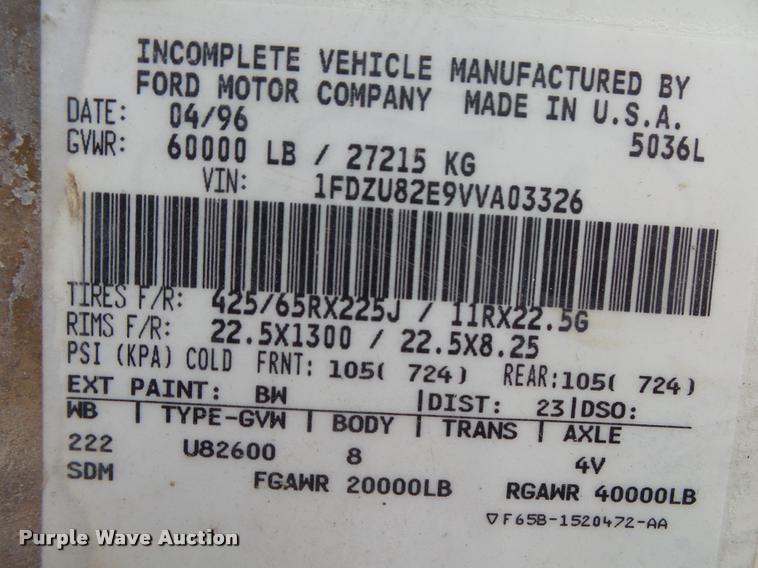 INCOMPLETE VEHICLE MANUFACTURED BY
FORD MOTOR COMPANY MADE IN U.S.A.
DATE: 04/96 5036L
GVWR: 60000 LB / 27215 KG
VIN: 1FDZU82E9VVA03326
TIRES F/R: 425/65RX225J / 11RX22.5G
RIMS F/R: 22.5X1300 / 22.5X8.25
PSI (KPA) COLD FRNT: 105( 724) REAR:105( 724)
EXT PAINT: BW |DIST: 23|DSO:
WB | TYPE-GVW | BODY | TRANS | AXLE
222 U82600 8 4V
SDM FGAWR 20000LB RGAWR 40000LB
▽F65B-1520472-AA
Purple Wave Auction